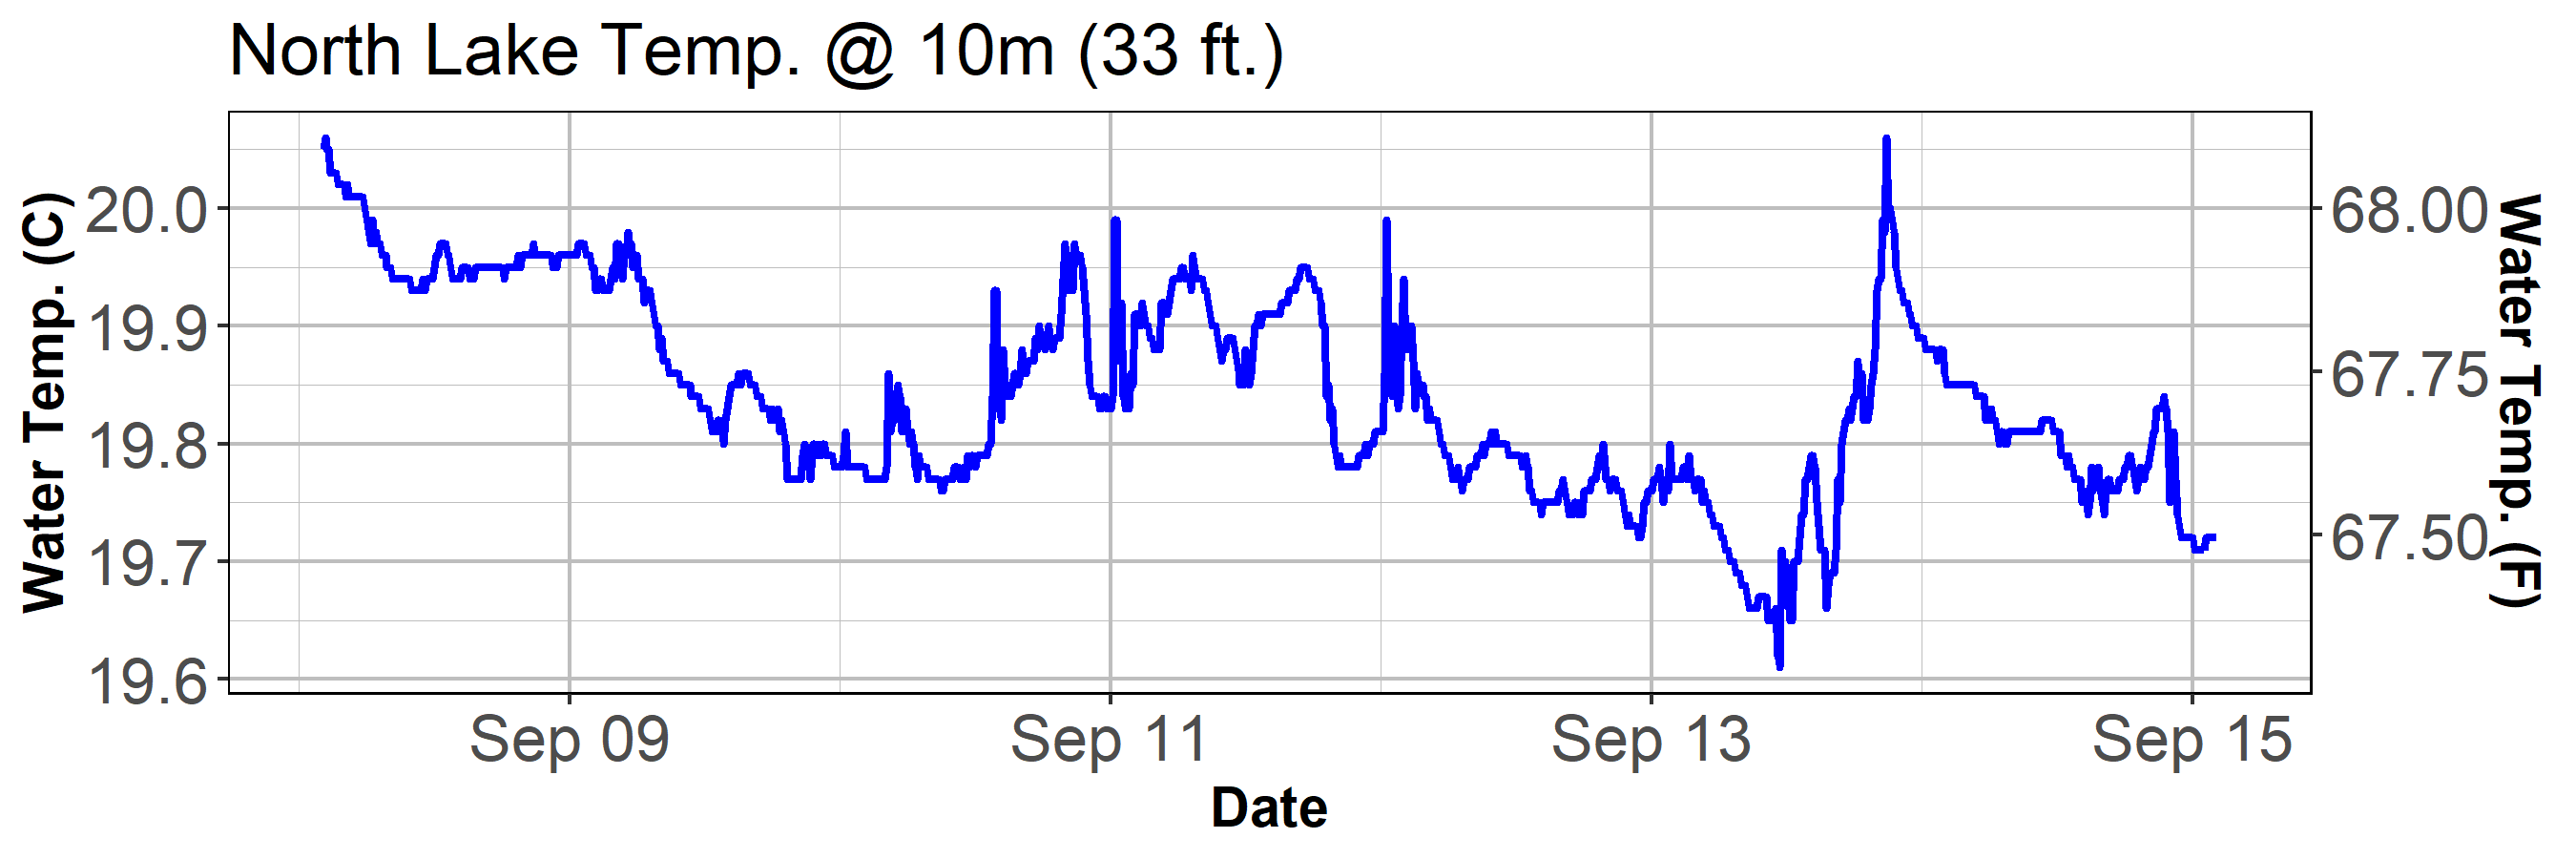 North Lake Temp. @ 10m (33 ft.)
Water Temp. (C)
20.0
19.9
19.8
19.7
19.6
68.00
67.75
67.50
Water Temp. (F)
Sep 09 Sep 11 Sep 13 Sep 15
Date